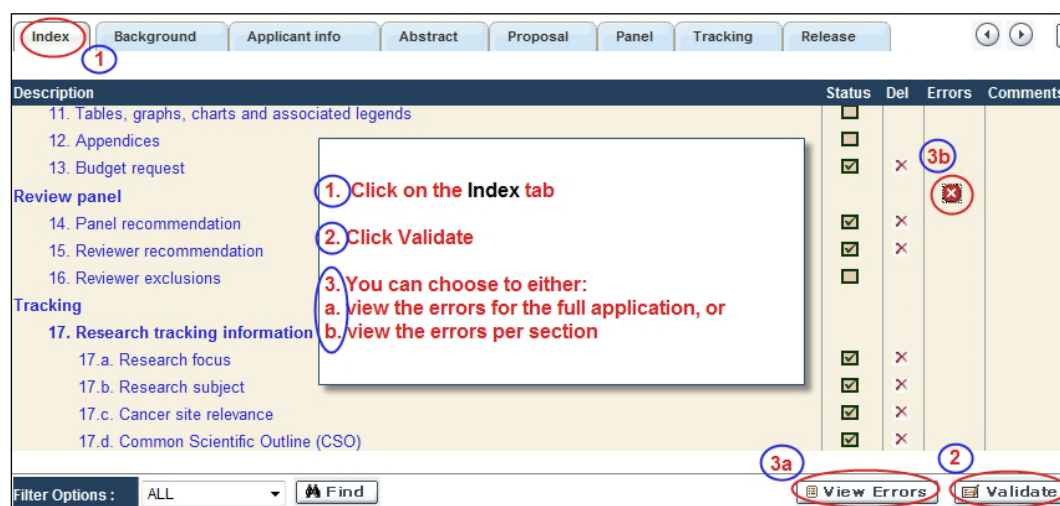 Index Background Applicant info Abstract Proposal Panel Tracking Release
1
Description Status Del Errors Comments
11. Tables, graphs, charts and associated legends
12. Appendices
13. Budget request
3b
Review panel
14. Panel recommendation
15. Reviewer recommendation
16. Reviewer exclusions
Tracking
17. Research tracking information
17.a. Research focus
17.b. Research subject
17.c. Cancer site relevance
17.d. Common Scientific Outline (CSO)
1. Click on the Index tab
2. Click Validate
3. You can choose to either:
a. view the errors for the full application, or
b. view the errors per section
3a 2
Filter Options : ALL Find View Errors Validate